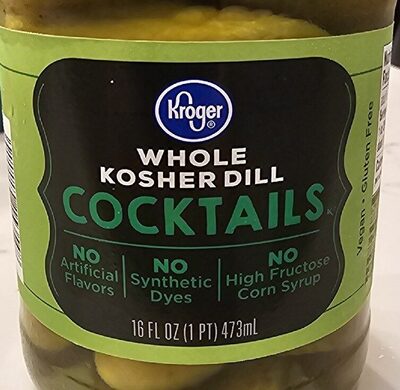 Kroger®
WHOLE
KOSHER DILL
COCKTAILS
NO Artificial Flavors
NO Synthetic Dyes
NO High Fructose Corn Syrup
16 FL OZ (1 PT) 473mL
Vegan • Gluten Free